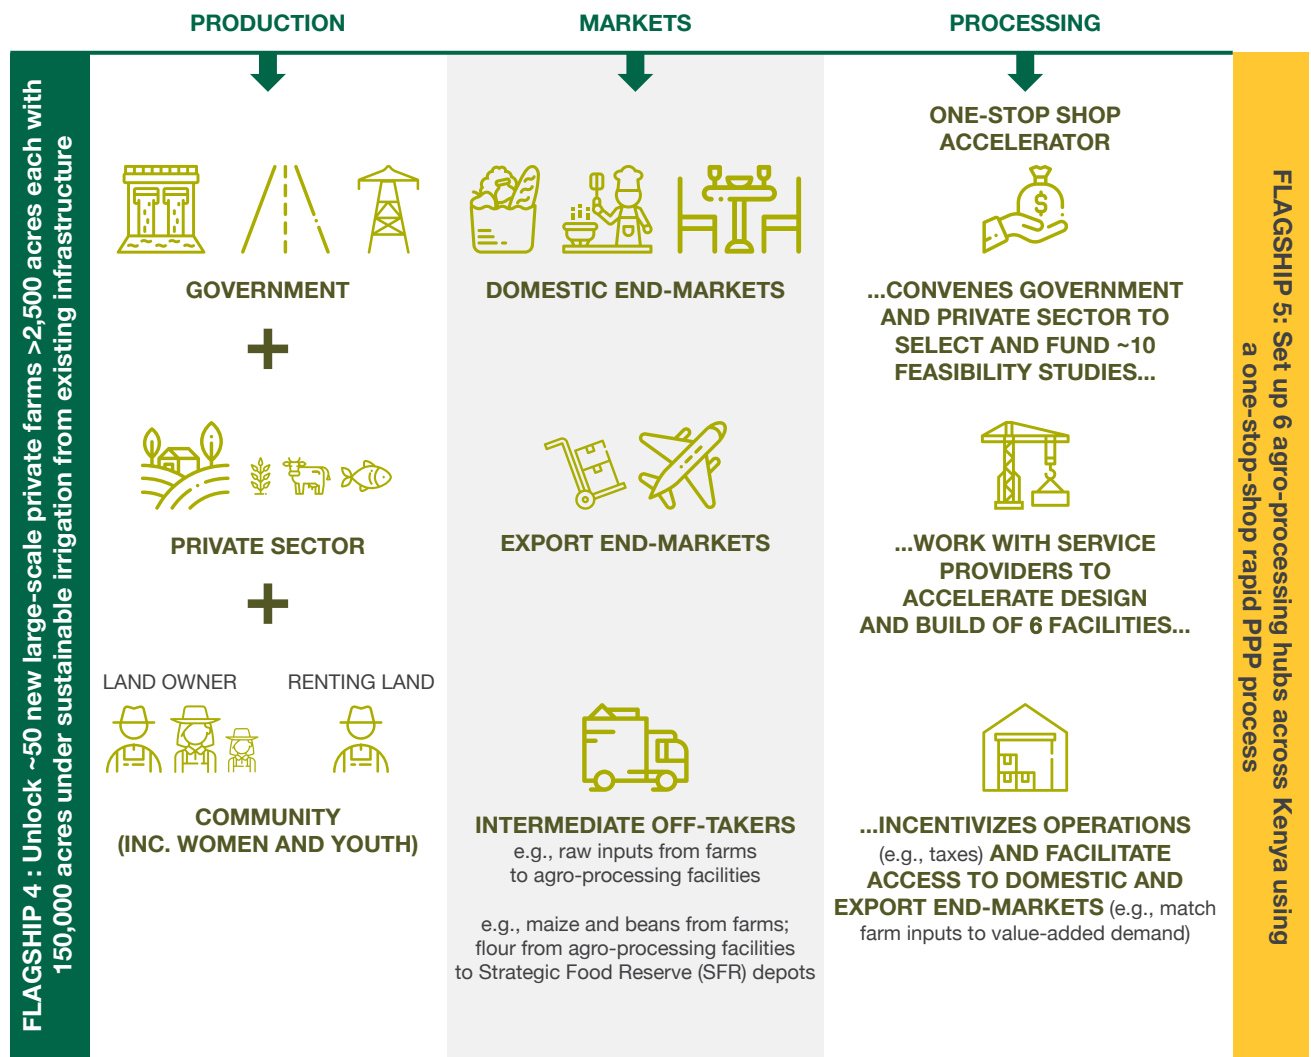 PRODUCTION
MARKETS
PROCESSING
FLAGSHIP 4 : Unlock ~50 new large-scale private farms >2,500 acres each with
150,000 acres under sustainable irrigation from existing infrastructure
GOVERNMENT
+
PRIVATE SECTOR
+
LAND OWNER
RENTING LAND
COMMUNITY
(INC. WOMEN AND YOUTH)
DOMESTIC END-MARKETS
EXPORT END-MARKETS
INTERMEDIATE OFF-TAKERS
e.g., raw inputs from farms
to agro-processing facilities
e.g., maize and beans from farms;
flour from agro-processing facilities
to Strategic Food Reserve (SFR) depots
ONE-STOP SHOP
ACCELERATOR
$
...CONVENES GOVERNMENT
AND PRIVATE SECTOR TO
SELECT AND FUND ~10
FEASIBILITY STUDIES...
...WORK WITH SERVICE
PROVIDERS TO
ACCELERATE DESIGN
AND BUILD OF 6 FACILITIES...
...INCENTIVIZES OPERATIONS
(e.g., taxes) AND FACILITATE
ACCESS TO DOMESTIC AND
EXPORT END-MARKETS (e.g., match
farm inputs to value-added demand)
FLAGSHIP 5: Set up 6 agro-processing hubs across Kenya using
a one-stop-shop rapid PPP process